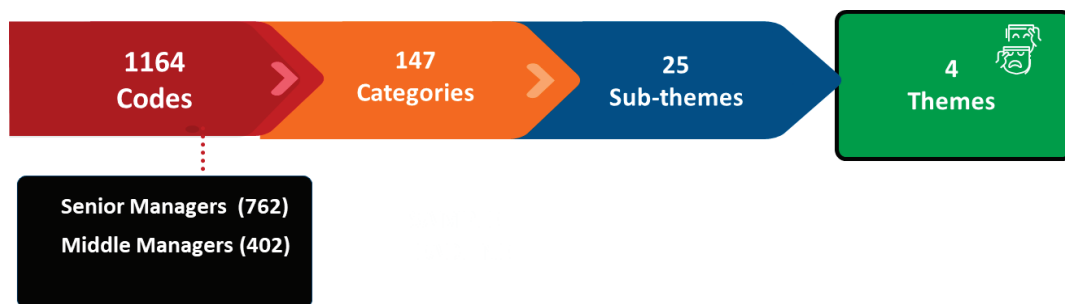 1164
Codes
147
Categories
25
Sub-themes
4
Themes
Senior Managers (762)
Middle Managers (402)